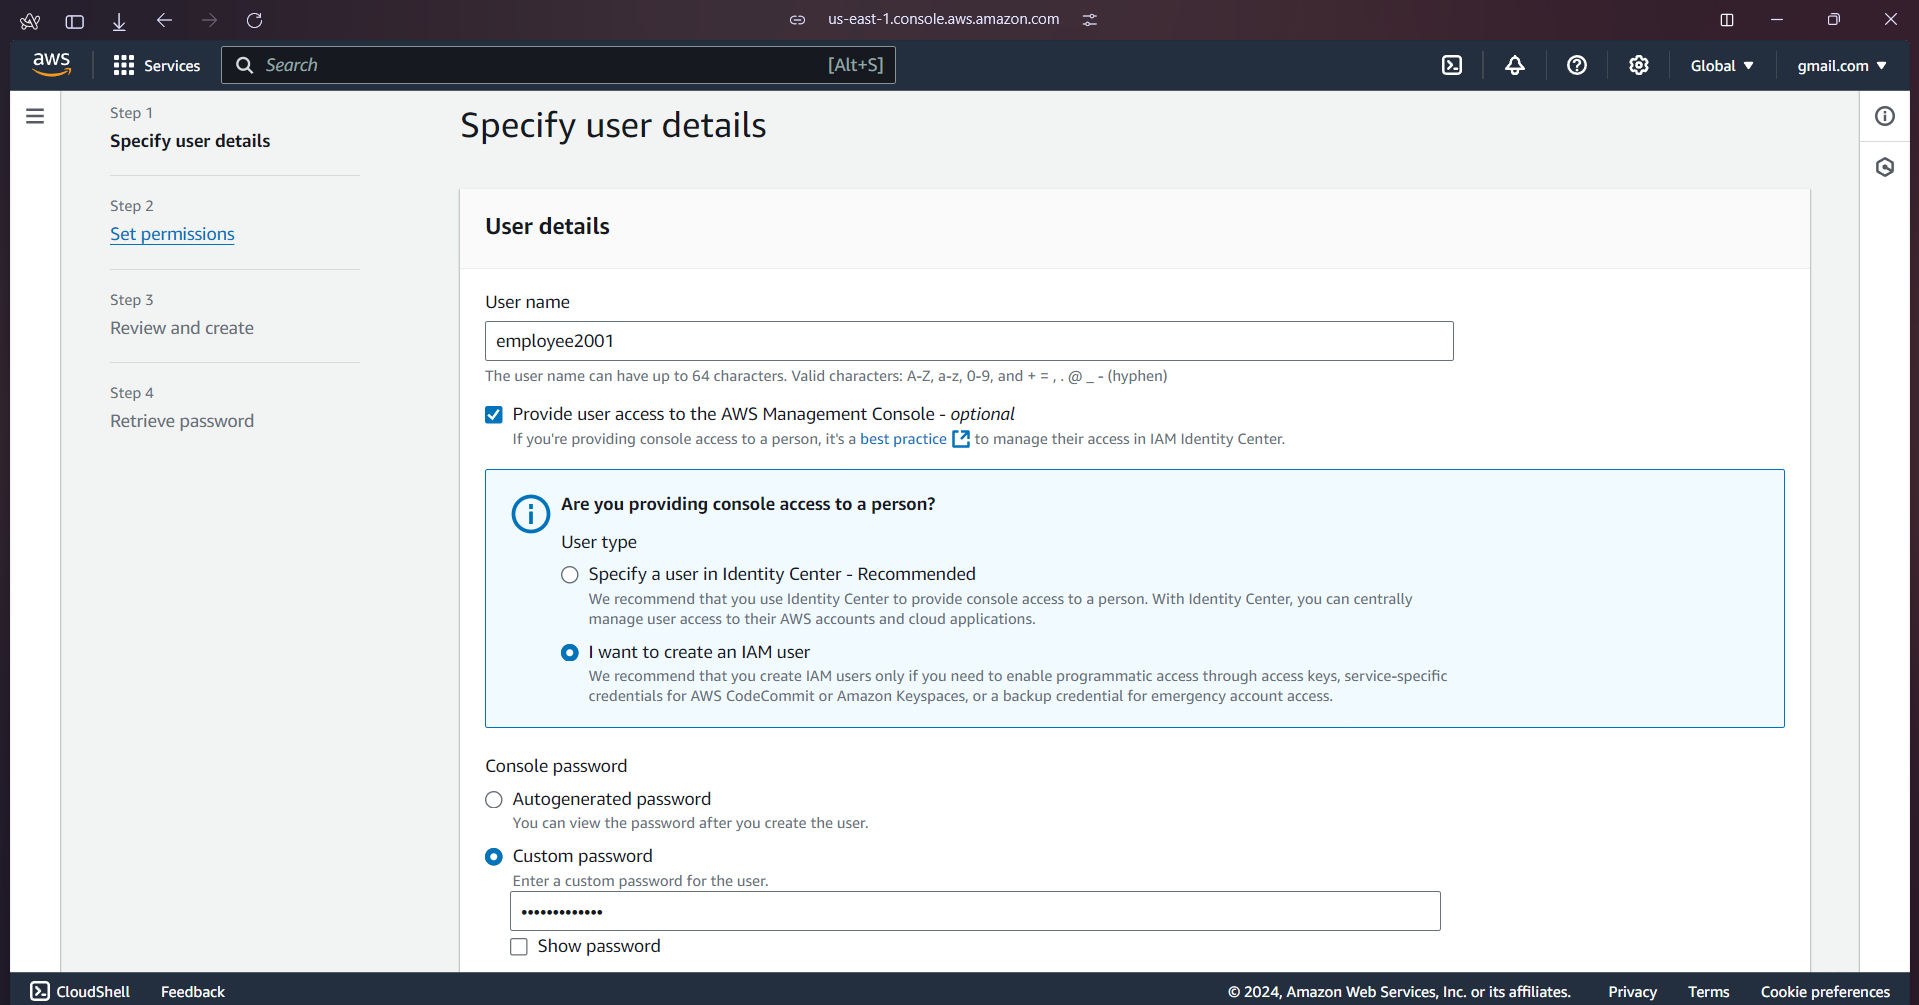 us-east-1.console.aws.amazon.com
aws
Services
Search
[Alt+S]
Global
gmail.com
Step 1
Specify user details
Step 2
Set permissions
Step 3
Review and create
Step 4
Retrieve password
Specify user details
User details
User name
employee2001
The user name can have up to 64 characters. Valid characters: A-Z, a-z, 0-9, and + = , . @ _ - (hyphen)
Provide user access to the AWS Management Console - optional
If you're providing console access to a person, it's a best practice to manage their access in IAM Identity Center.
Are you providing console access to a person?
User type
Specify a user in Identity Center - Recommended
We recommend that you use Identity Center to provide console access to a person. With Identity Center, you can centrally
manage user access to their AWS accounts and cloud applications.
I want to create an IAM user
We recommend that you create IAM users only if you need to enable programmatic access through access keys, service-specific
credentials for AWS CodeCommit or Amazon Keyspaces, or a backup credential for emergency account access.
Console password
Autogenerated password
You can view the password after you create the user.
Custom password
Enter a custom password for the user.
•••••••••••••
Show password
CloudShell
Feedback
© 2024, Amazon Web Services, Inc. or its affiliates.
Privacy
Terms
Cookie preferences